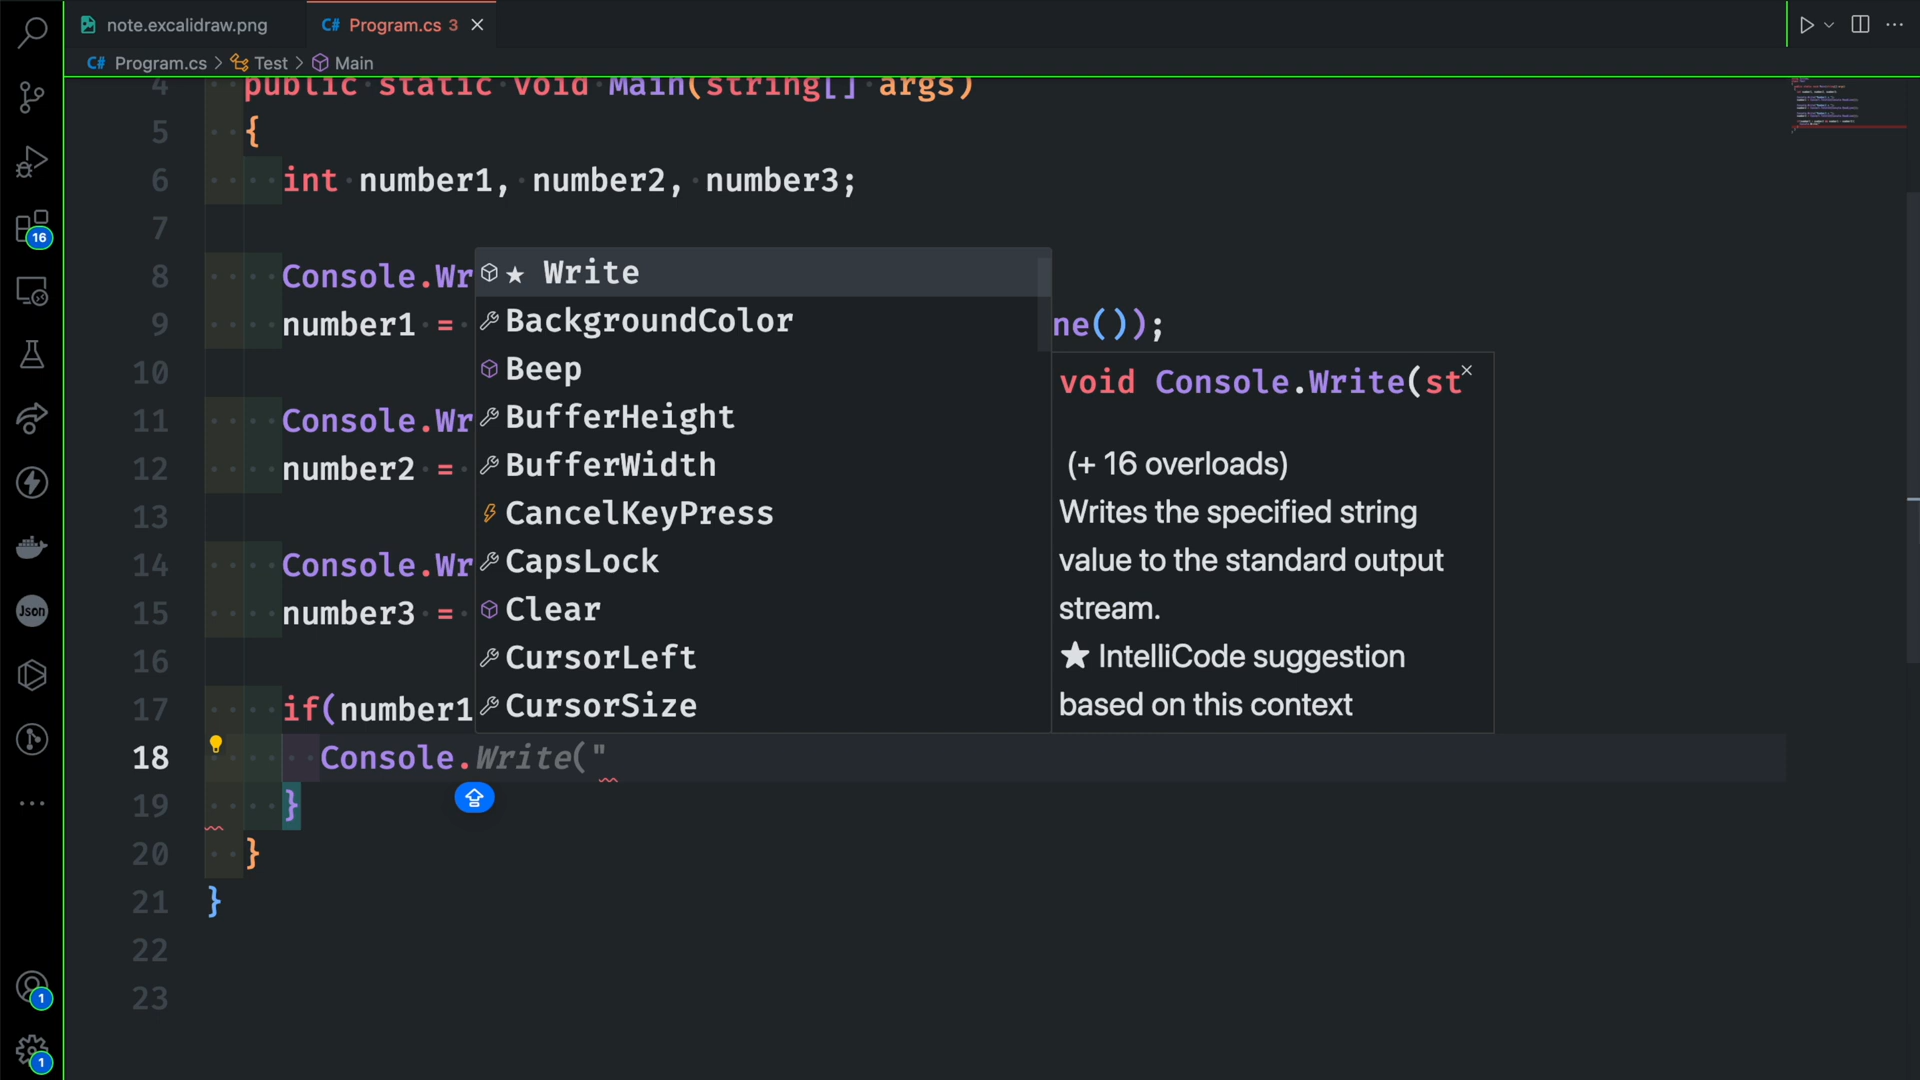 note.excalidraw.png
C# Program.cs 3
C# Program.cs > Test > Main
4 public static void Main(string[] args)
5 {
6 int number1, number2, number3;
7
8 Console.Wr
9 number1 = ne());
10
11 Console.Wr
12 number2 =
13
14 Console.Wr
15 number3 =
16
17 if(number1
18 Console.Write("
19 }
20 }
21 }
22
23
★ Write
BackgroundColor
Beep
BufferHeight
BufferWidth
CancelKeyPress
CapsLock
Clear
CursorLeft
CursorSize
void Console.Write(st
(+ 16 overloads)
Writes the specified string
value to the standard output
stream.
★ IntelliCode suggestion
based on this context
16
Json
1
1